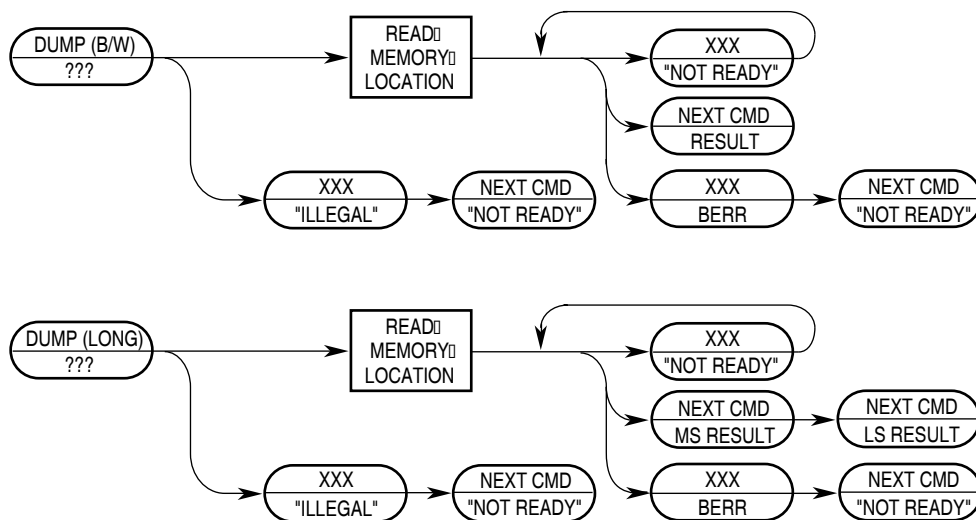 DUMP (B/W)
???
READ▯
MEMORY▯
LOCATION
XXX
"NOT READY"
NEXT CMD
RESULT
XXX
"ILLEGAL"
NEXT CMD
"NOT READY"
XXX
BERR
NEXT CMD
"NOT READY"
DUMP (LONG)
???
READ▯
MEMORY▯
LOCATION
XXX
"NOT READY"
NEXT CMD
MS RESULT
NEXT CMD
LS RESULT
XXX
"ILLEGAL"
NEXT CMD
"NOT READY"
XXX
BERR
NEXT CMD
"NOT READY"